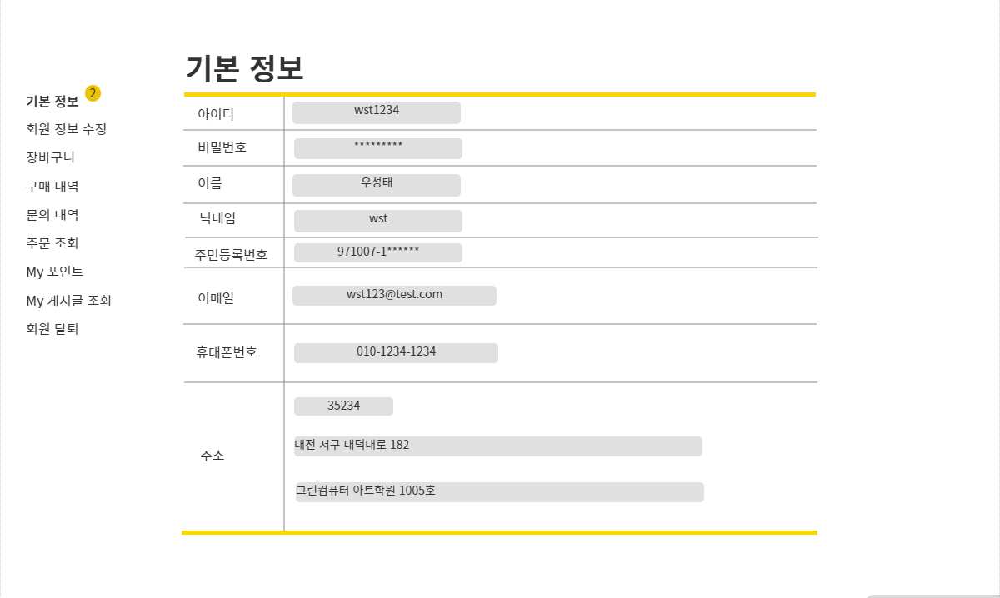 기본 정보
기본 정보 2
회원 정보 수정
장바구니
구매 내역
문의 내역
주문 조회
My 포인트
My 게시글 조회
회원 탈퇴
아이디 wst1234
비밀번호 *********
이름 우성태
닉네임 wst
주민등록번호 971007-1******
이메일 wst123@test.com
휴대폰번호 010-1234-1234
주소 35234
대전 서구 대덕대로 182
그린컴퓨터 아트학원 1005호